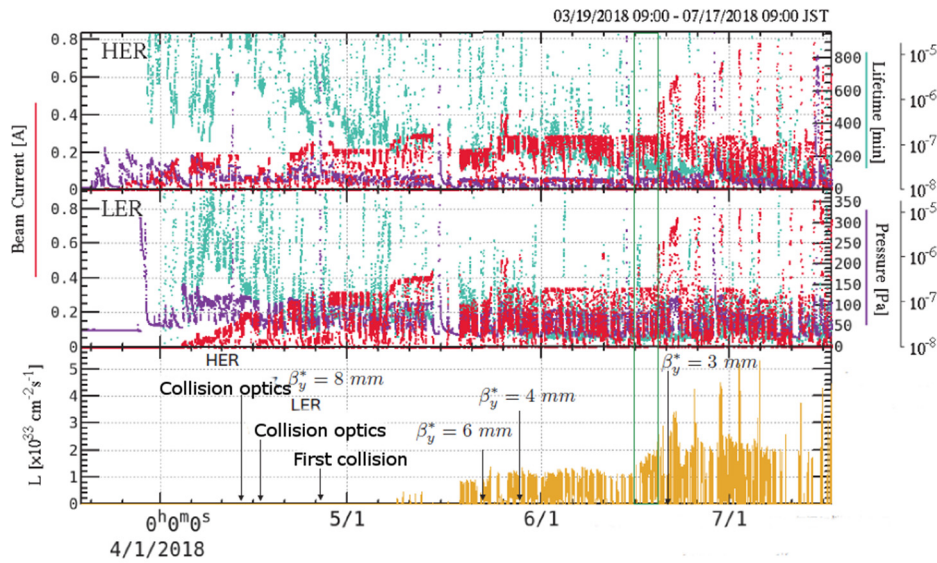 03/19/2018 09:00 - 07/17/2018 09:00 JST
HER
0.8
0.6
0.4
0.2
0
800
600
400
200
0
Lifetime [min]
10⁻⁵
10⁻⁶
10⁻⁷
10⁻⁸
Beam Current [A]
LER
0.8
0.6
0.4
0.2
0
350
300
250
200
150
100
50
0
Pressure [Pa]
10⁻⁵
10⁻⁶
10⁻⁷
10⁻⁸
L [x10³³ cm⁻²s⁻¹]
5
4
3
2
1
0
HER
Collision optics
β*y = 8 mm
LER
Collision optics
First collision
β*y = 6 mm
β*y = 4 mm
β*y = 3 mm
0ʰ0ᵐ0ˢ
4/1/2018
5/1
6/1
7/1